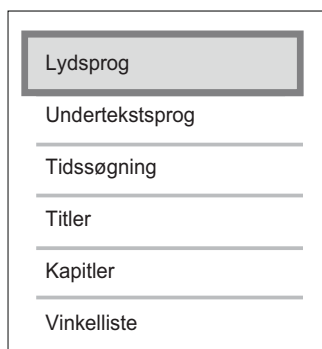 Lydsprog
Undertekstsprog
Tidssøgning
Titler
Kapitler
Vinkelliste